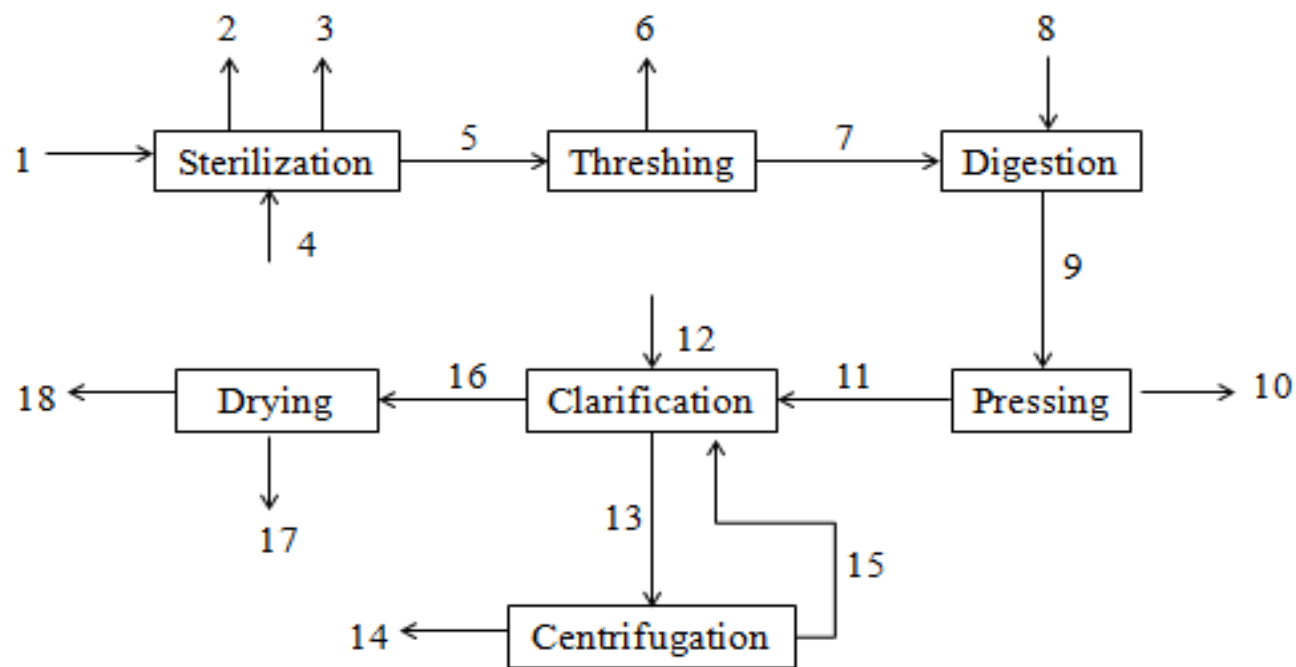 2 3 6 8
1 Sterilization 5 Threshing 7 Digestion
4
9
12
18 Drying 16 Clarification 11 Pressing 10
17
13
15
14 Centrifugation